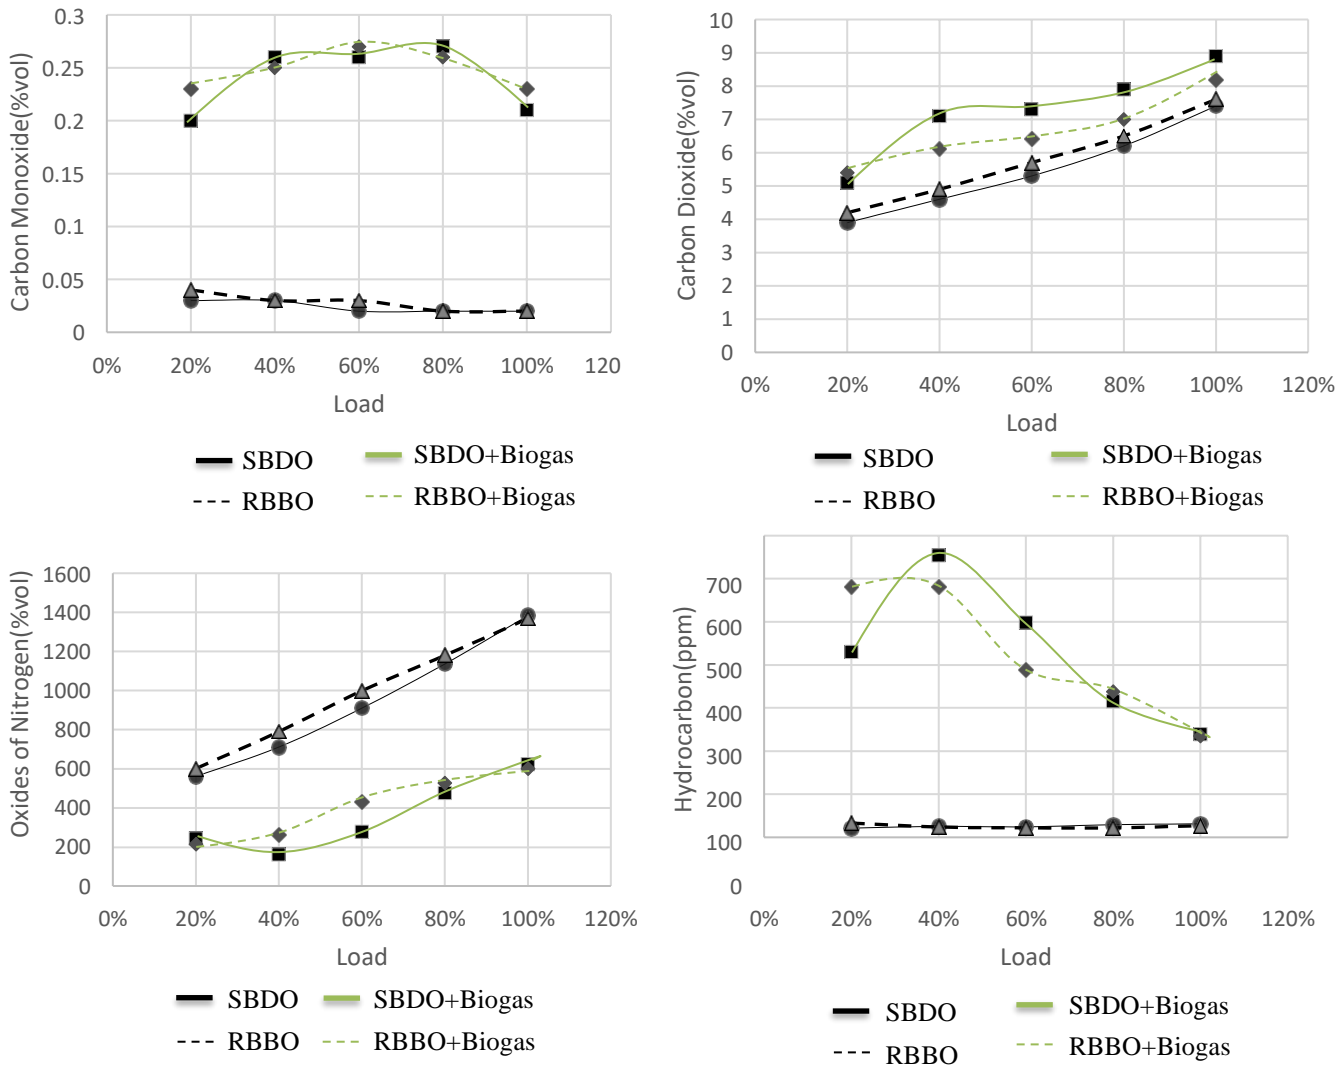 Carbon Monoxide(%vol)
0.3
0.25
0.2
0.15
0.1
0.05
0
0% 20% 40% 60% 80% 100% 120
Load
SBDO SBDO+Biogas
RBBO RBBO+Biogas
Carbon Dioxide(%vol)
10
9
8
7
6
5
4
3
2
1
0
0% 20% 40% 60% 80% 100% 120%
Load
SBDO SBDO+Biogas
RBBO RBBO+Biogas
Oxides of Nitrogen(%vol)
1600
1400
1200
1000
800
600
400
200
0
0% 20% 40% 60% 80% 100% 120%
Load
SBDO SBDO+Biogas
RBBO RBBO+Biogas
Hydrocarbon(ppm)
700
600
500
400
300
200
100
0
0% 20% 40% 60% 80% 100% 120%
Load
SBDO SBDO+Biogas
RBBO RBBO+Biogas